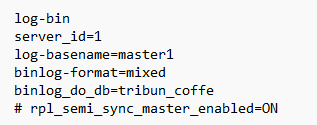 log-bin
server_id=1
log-basename=master1
binlog-format=mixed
binlog_do_db=tribun_coffe
# rpl_semi_sync_master_enabled=ON